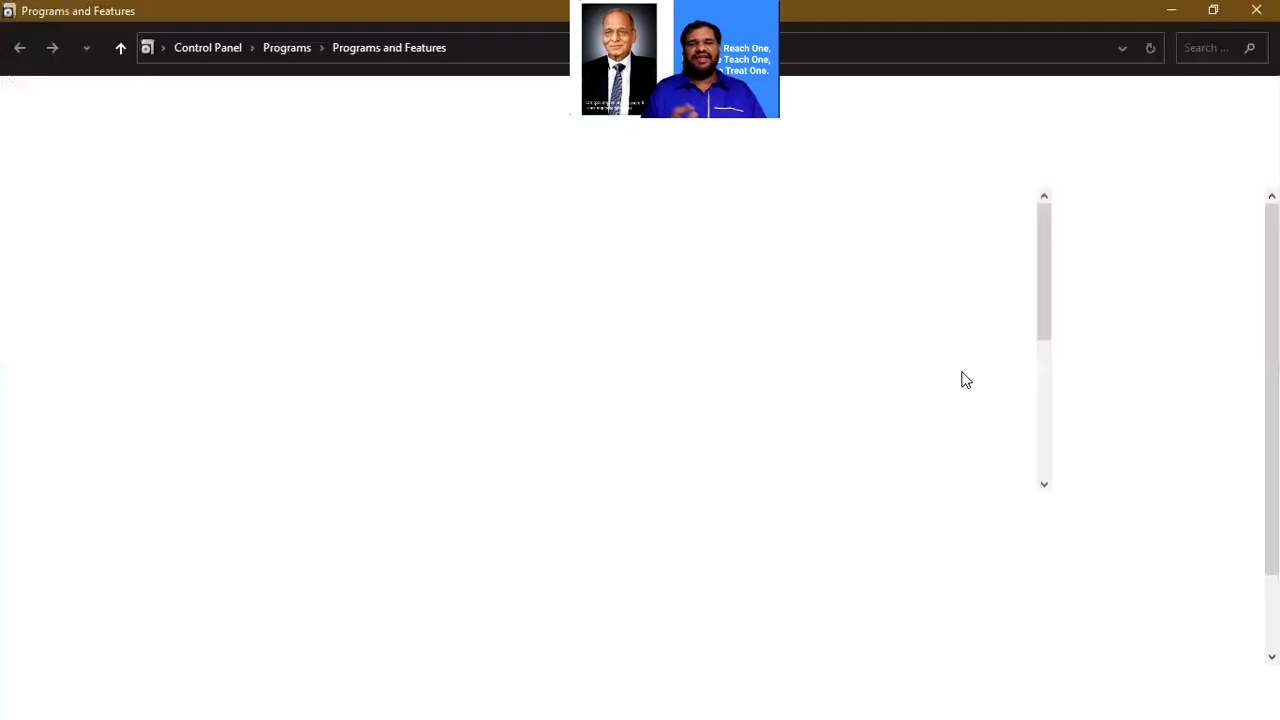 Programs and Features
Control Panel
Programs
Programs and Features
Search ...
Reach One,
Teach One,
Treat One.